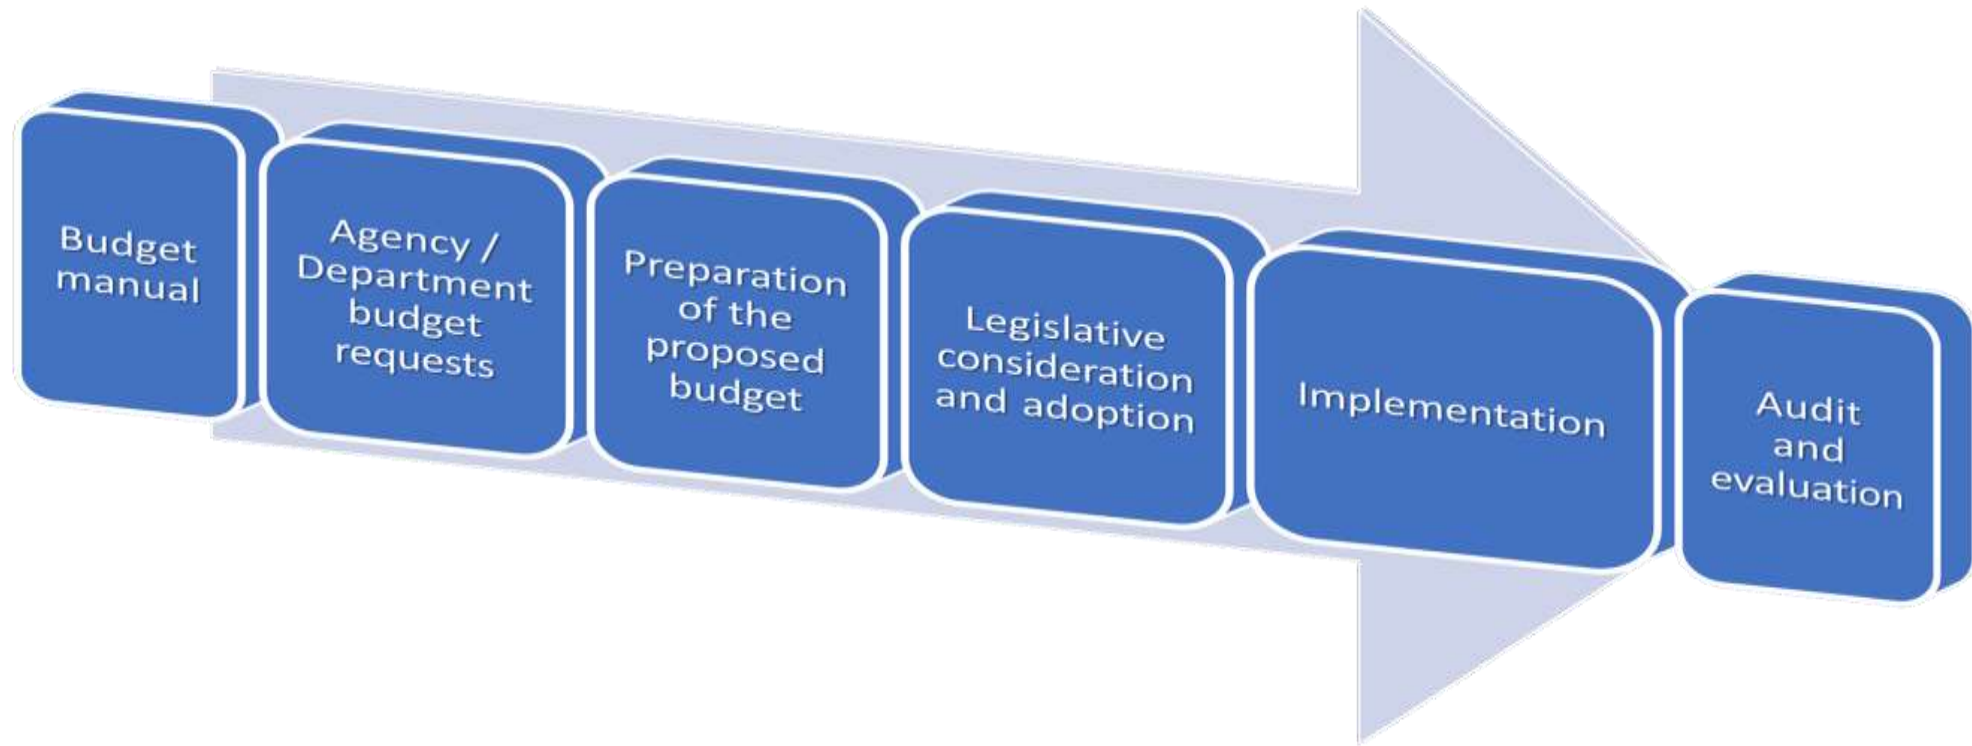 Budget
manual
Agency /
Department
budget
requests
Preparation
of the
proposed
budget
Legislative
consideration
and adoption
Implementation
Audit
and
evaluation